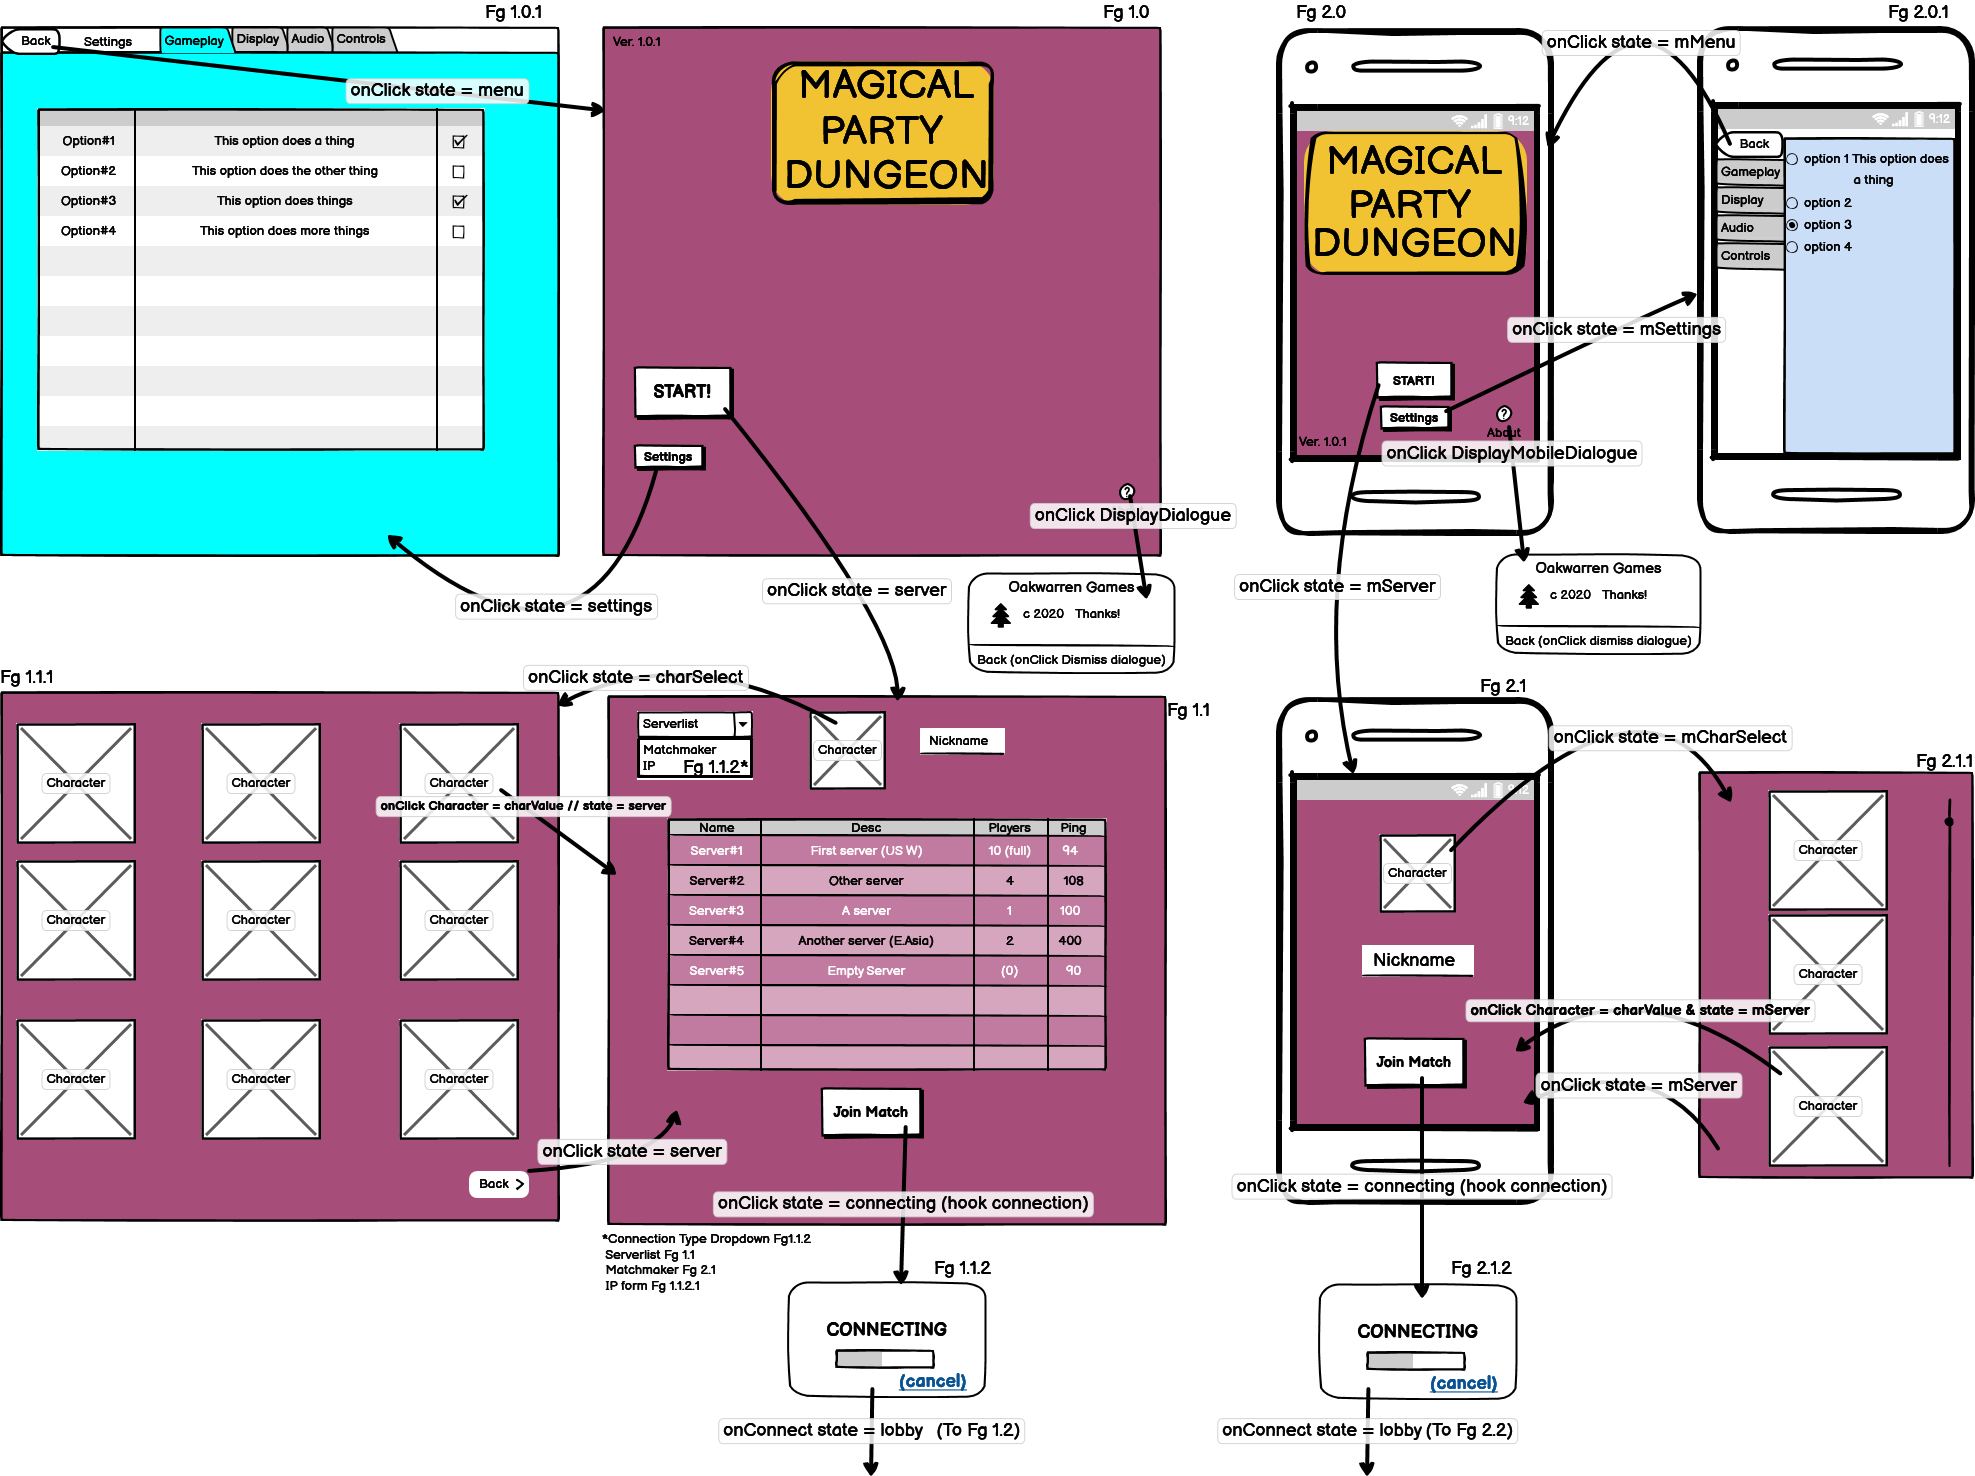 Fg 1.0.1
Back
Settings
Gameplay
Display
Audio
Controls
onClick state = menu
Option#1 This option does a thing
Option#2 This option does the other thing
Option#3 This option does things
Option#4 This option does more things
onClick state = settings
Fg 1.0
Ver. 1.0.1
MAGICAL
PARTY
DUNGEON
START!
Settings
?
onClick DisplayDialogue
onClick state = server
Oakwarren Games
c 2020 Thanks!
Back (onClick Dismiss dialogue)
Fg 2.0
9:12
MAGICAL
PARTY
DUNGEON
START!
Settings
?
About
Ver. 1.0.1
onClick DisplayMobileDialogue
onClick state = mMenu
onClick state = mSettings
onClick state = mServer
Oakwarren Games
c 2020 Thanks!
Back (onClick dismiss dialogue)
Fg 2.0.1
9:12
Back
Gameplay
Display
Audio
Controls
option 1 This option does
a thing
option 2
option 3
option 4
Fg 1.1.1
onClick state = charSelect
Character
Character
Character
onClick Character = charValue // state = server
Character
Character
Character
Character
Character
Character
Back >
onClick state = server
Fg 1.1
Serverlist
Matchmaker
IP Fg 1.1.2*
Character
Nickname
Name Desc Players Ping
Server#1 First server (US W) 10 (full) 94
Server#2 Other server 4 108
Server#3 A server 1 100
Server#4 Another server (E.Asia) 2 400
Server#5 Empty Server (0) 90
Join Match
onClick state = connecting (hook connection)
*Connection Type Dropdown Fg1.1.2
Serverlist Fg 1.1
Matchmaker Fg 2.1
IP form Fg 1.1.2.1
Fg 1.1.2
CONNECTING
(cancel)
onConnect state = lobby (To Fg 1.2)
Fg 2.1
9:12
onClick state = mCharSelect
Character
Nickname
Join Match
onClick state = connecting (hook connection)
Fg 2.1.1
Character
Character
onClick Character = charValue & state = mServer
onClick state = mServer
Character
Fg 2.1.2
CONNECTING
(cancel)
onConnect state = lobby (To Fg 2.2)